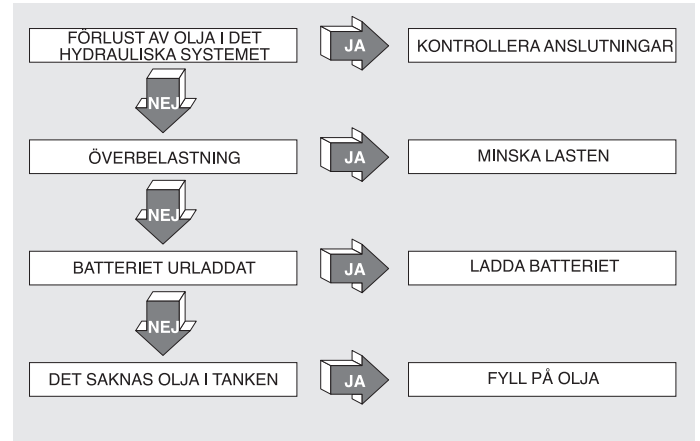 FÖRLUST AV OLJA I DET
HYDRAULISKA SYSTEMET
JA
KONTROLLERA ANSLUTNINGAR
NEJ
ÖVERBELASTNING
JA
MINSKA LASTEN
NEJ
BATTERIET URLADDAT
JA
LADDA BATTERIET
NEJ
DET SAKNAS OLJA I TANKEN
JA
FYLL PÅ OLJA